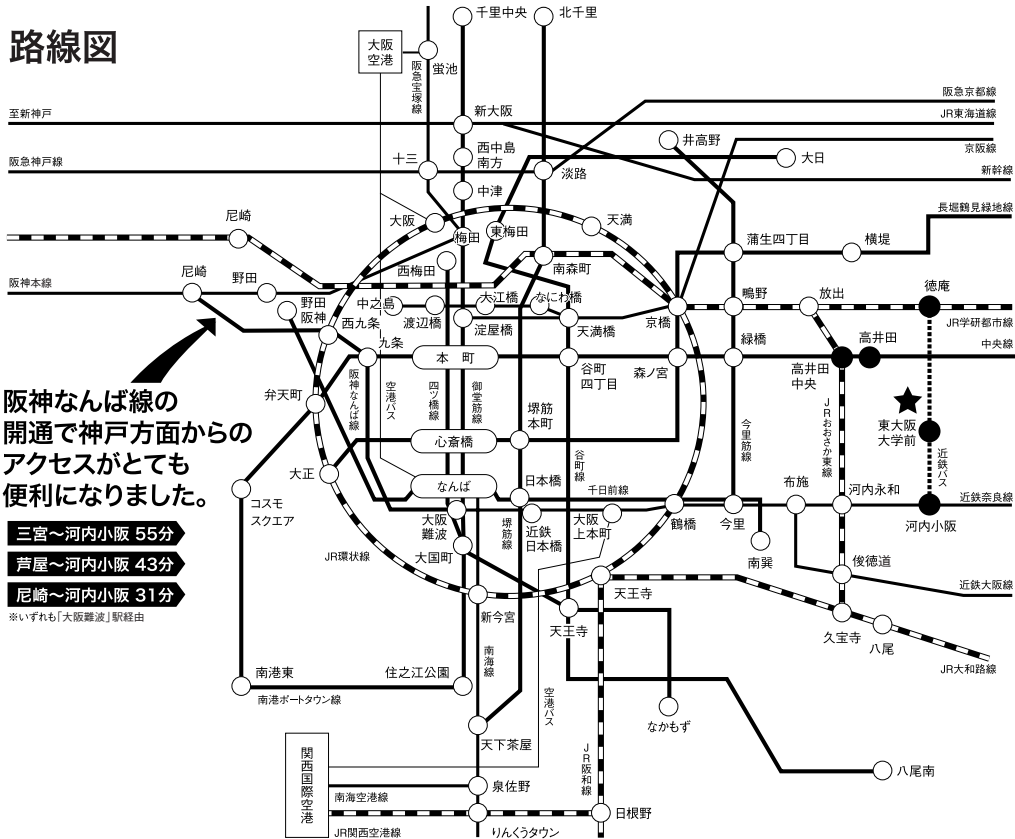 路線図
千里中央
北千里
大阪
空港
阪急宝塚線
蛍池
阪急京都線
至新神戸
新大阪
JR東海道線
井高野
京阪線
阪急神戸線
十三
西中島
南方
淡路
大日
新幹線
中津
長堀鶴見緑地線
尼崎
大阪
梅田
東梅田
天満
蒲生四丁目
横堤
西梅田
南森町
阪神本線
尼崎
野田
野田
阪神
中之島
渡辺橋
大江橋
なにわ橋
淀屋橋
天満橋
京橋
鴫野
放出
徳庵
JR学研都市線
西九条
九条
本町
谷町
四丁目
森ノ宮
緑橋
高井田
中央
高井田
中央線
阪神なんば線の
開通で神戸方面からの
アクセスがとても
便利になりました。
弁天町
阪神なんば線
空港バス
四ツ橋線
御堂筋線
堺筋
本町
心斎橋
谷町線
今里筋線
JRおおさか東線
東大阪
大学前
近鉄バス
大正
なんば
日本橋
千日前線
布施
河内永和
近鉄奈良線
コスモ
スクエア
大阪
難波
堺筋線
近鉄
日本橋
大阪
上本町
鶴橋
今里
河内小阪
三宮〜河内小阪 55分
芦屋〜河内小阪 43分
尼崎〜河内小阪 31分
※いずれも「大阪難波」駅経由
JR環状線
大国町
南巽
俊徳道
近鉄大阪線
新今宮
天王寺
天王寺
久宝寺
八尾
JR大和路線
南港東
南港ポートタウン線
住之江公園
南海線
空港バス
なかもず
天下茶屋
JR阪和線
八尾南
関西国際空港
南海空港線
泉佐野
JR関西空港線
りんくうタウン
日根野